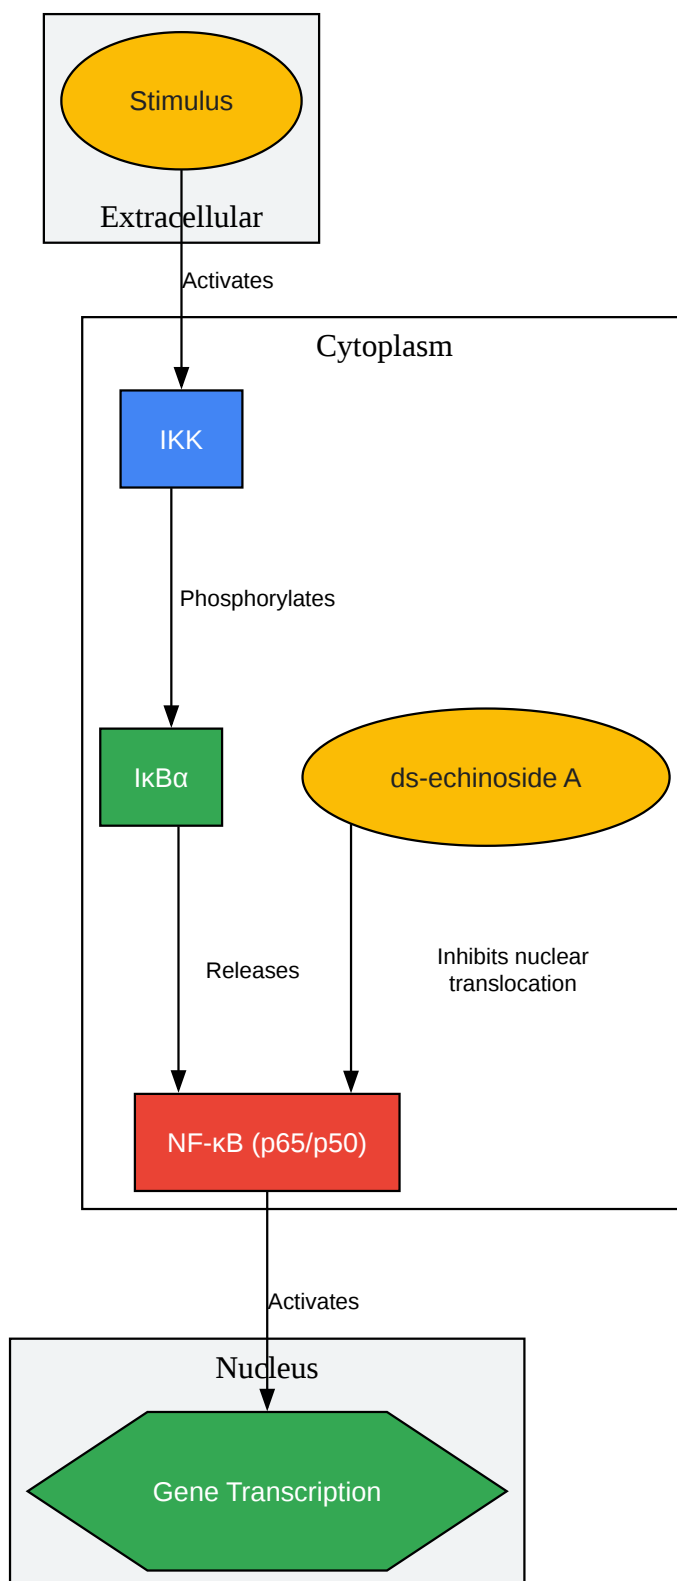 Stimulus
Extracellular
Activates
Cytoplasm
IKK
Phosphorylates
IκBα
ds-echinoside A
Releases
Inhibits nuclear
translocation
NF-κB (p65/p50)
Activates
Nucleus
Gene Transcription